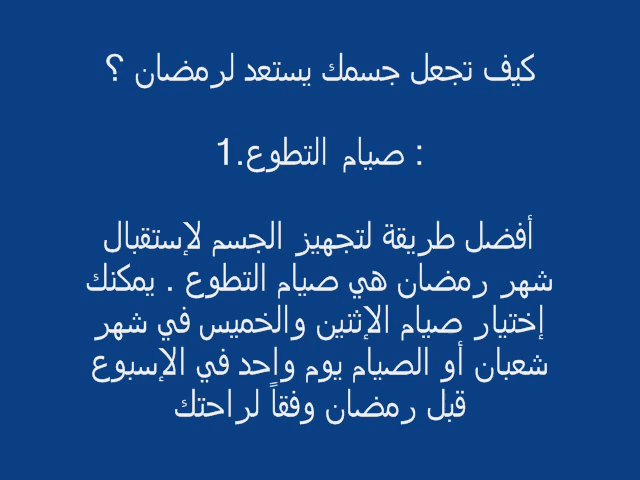 كيف تجعل جسمك يستعد لرمضان ؟
1.صيام التطوع :
أفضل طريقة لتجهيز الجسم لإستقبال
شهر رمضان هي صيام التطوع . يمكنك
إختيار صيام الإثنين والخميس في شهر
شعبان أو الصيام يوم واحد في الإسبوع
قبل رمضان وفقاً لراحتك